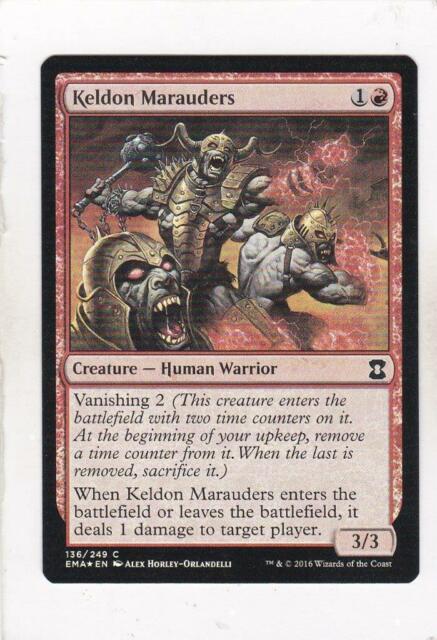 Keldon Marauders 1
Creature — Human Warrior
Vanishing 2 (This creature enters the
battlefield with two time counters on it.
At the beginning of your upkeep, remove
a time counter from it. When the last is
removed, sacrifice it.)
When Keldon Marauders enters the
battlefield or leaves the battlefield, it
deals 1 damage to target player.
3/3
136/249 C
EMA★EN Alex Horley-Orlandelli
™ & © 2016 Wizards of the Coast